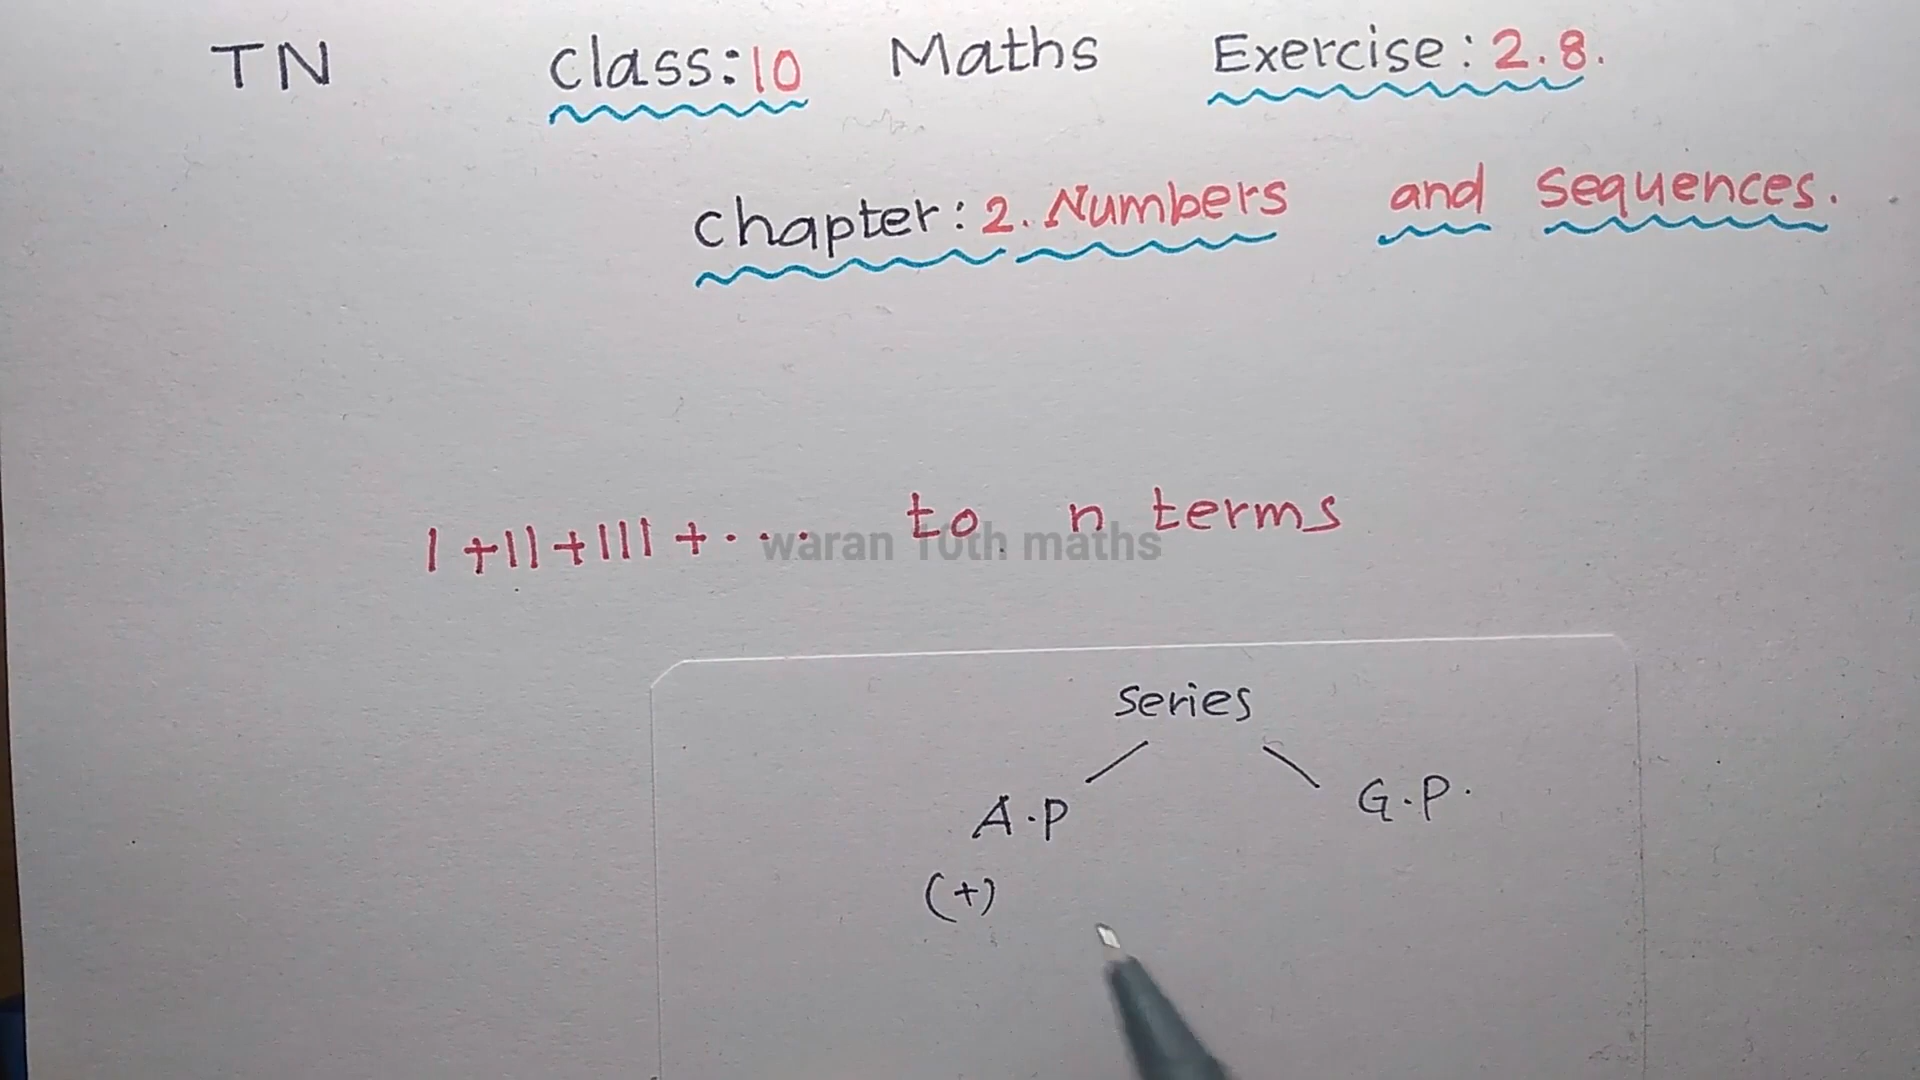 TN Class:10 Maths Exercise: 2.8.
Chapter: 2. Numbers and Sequences.
1 + 11 + 111 + ... to n terms
waran 10th maths
Series
A.P G.P.
(+)